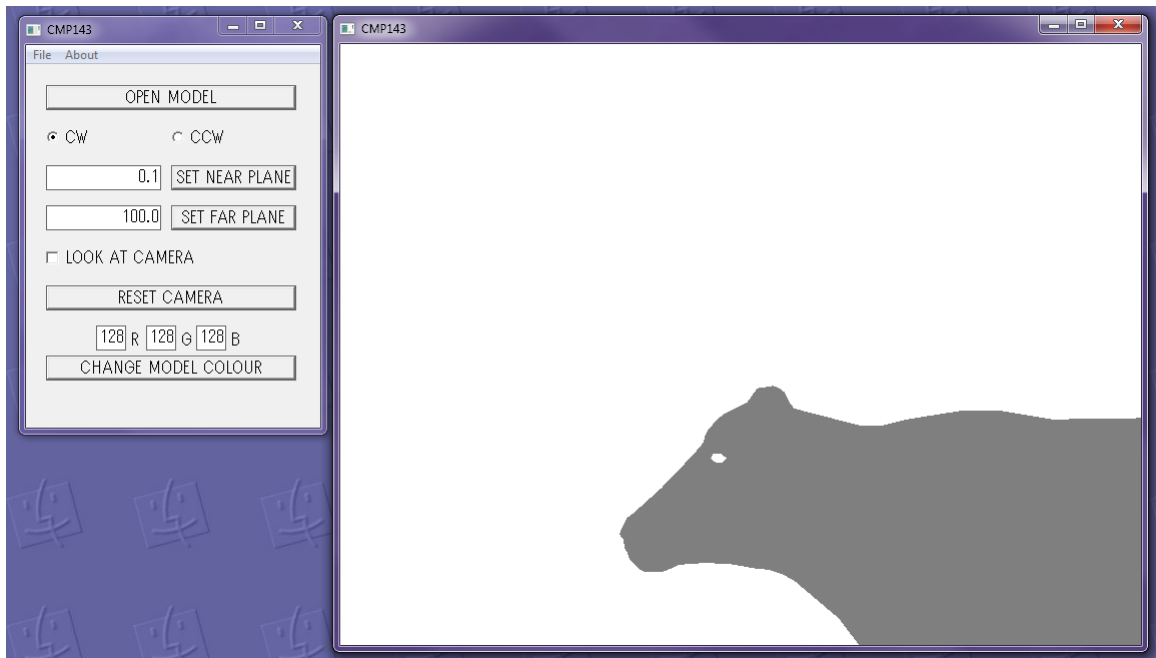 CMP143
File About
OPEN MODEL
CW CCW
0.1 SET NEAR PLANE
100.0 SET FAR PLANE
LOOK AT CAMERA
RESET CAMERA
128 R 128 G 128 B
CHANGE MODEL COLOUR
CMP143